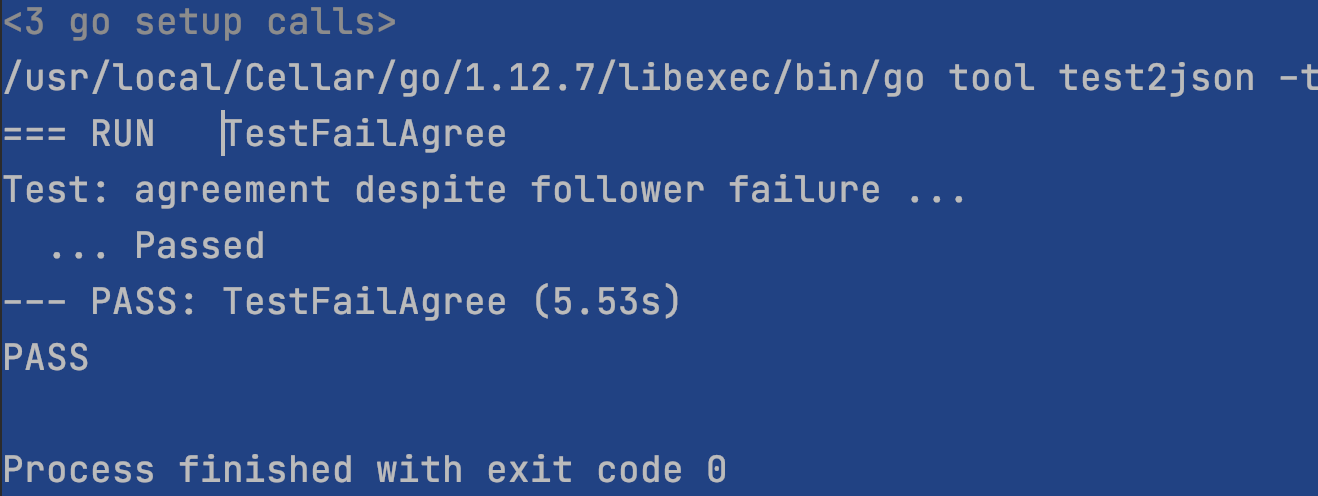 <3 go setup calls>
/usr/local/Cellar/go/1.12.7/libexec/bin/go tool test2json -t
=== RUN   TestFailAgree
Test: agreement despite follower failure ...
  ... Passed
--- PASS: TestFailAgree (5.53s)
PASS
Process finished with exit code 0